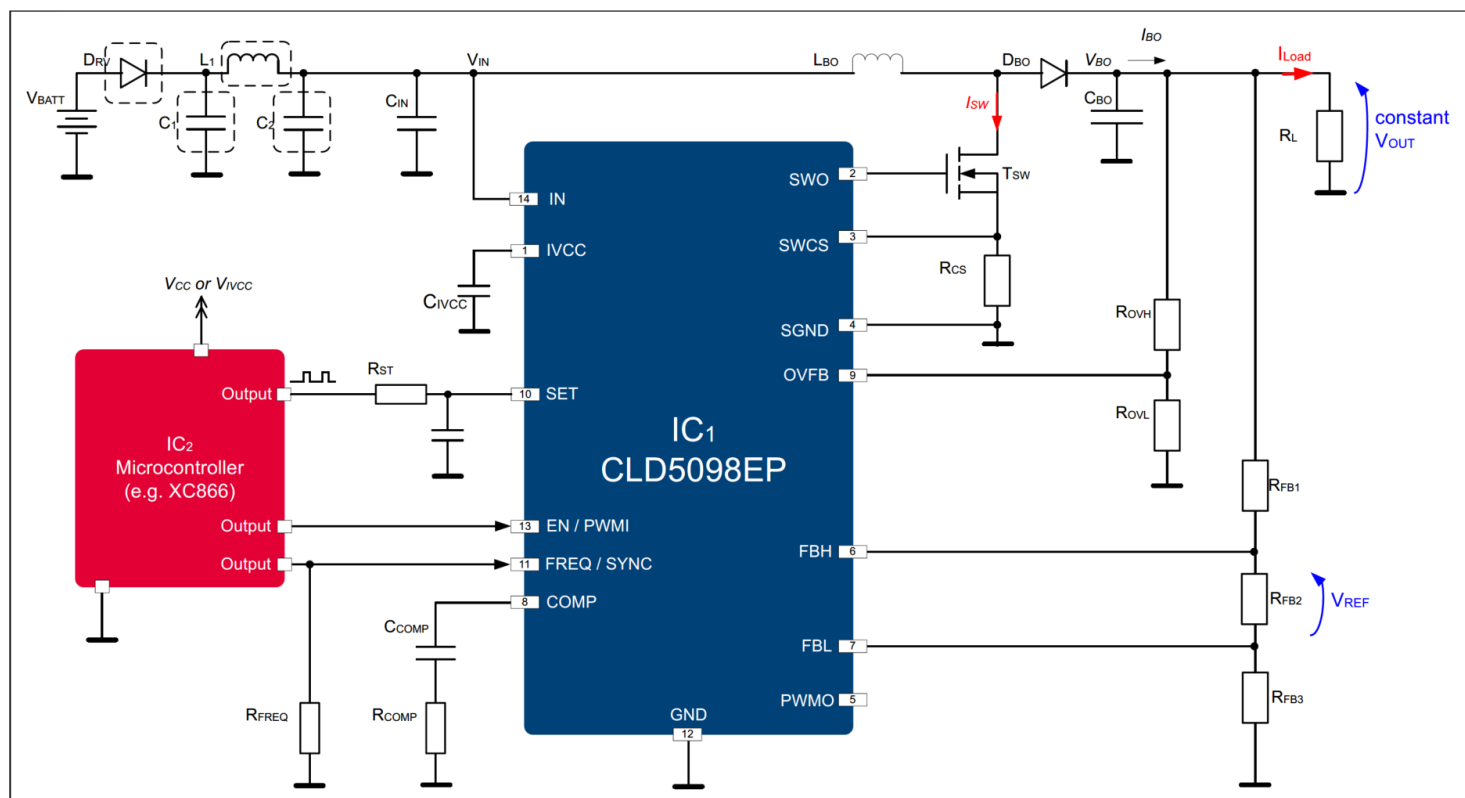 DRV
L1
VIN
LBO
DBO
VBO
IBO
ILoad
VBATT
C1
C2
CIN
ISW
CBO
RL
constant
VOUT
SWO
2
TSW
14
IN
1
IVCC
SWCS
3
RCS
CIVCC
VCC or VIVCC
SGND
4
ROVH
OVFB
9
Output
RST
10
SET
ROVL
IC2
Microcontroller
(e.g. XC866)
IC1
CLD5098EP
RFB1
Output
13
EN / PWMI
FBH
6
Output
11
FREQ / SYNC
8
COMP
RFB2
VREF
CCOMP
FBL
7
PWMO
5
RFB3
RFREQ
RCOMP
GND
12